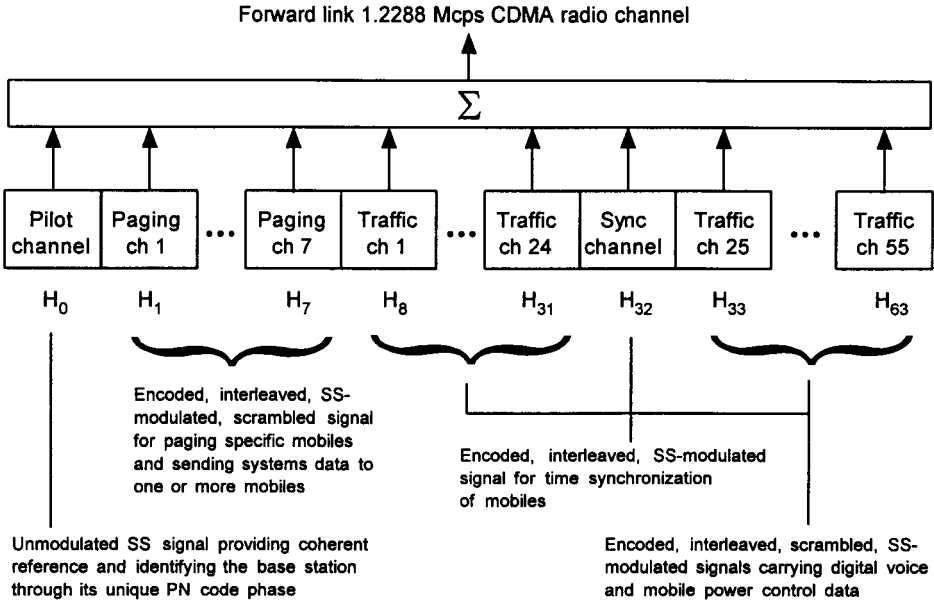 Forward link 1.2288 Mcps CDMA radio channel
Σ
Pilot channel
Paging ch 1
•••
Paging ch 7
Traffic ch 1
•••
Traffic ch 24
Sync channel
Traffic ch 25
•••
Traffic ch 55
H0 H1 H7 H8 H31 H32 H33 H63
Encoded, interleaved, SS-
modulated, scrambled signal
for paging specific mobiles
and sending systems data to
one or more mobiles
Encoded, interleaved, SS-modulated
signal for time synchronization
of mobiles
Unmodulated SS signal providing coherent
reference and identifying the base station
through its unique PN code phase
Encoded, interleaved, scrambled, SS-
modulated signals carrying digital voice
and mobile power control data